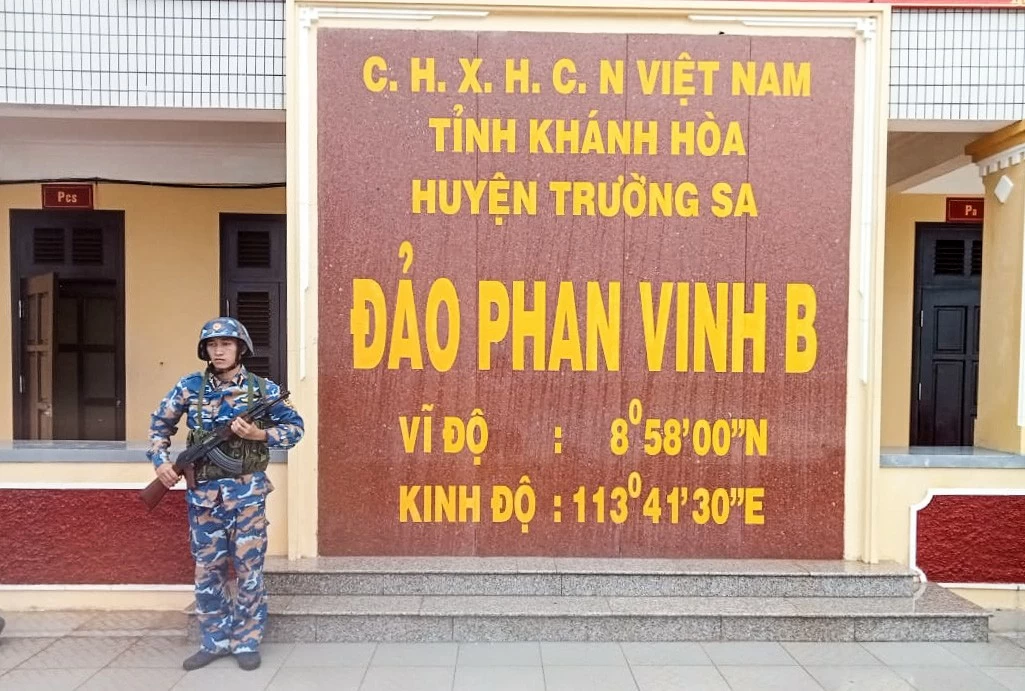 C. H. X. H. C. N VIỆT NAM
TỈNH KHÁNH HÒA
HUYỆN TRƯỜNG SA
ĐẢO PHAN VINH B
VĨ ĐỘ : 8⁰58'00"N
KINH ĐỘ : 113⁰41'30"E
Pcs
Pa